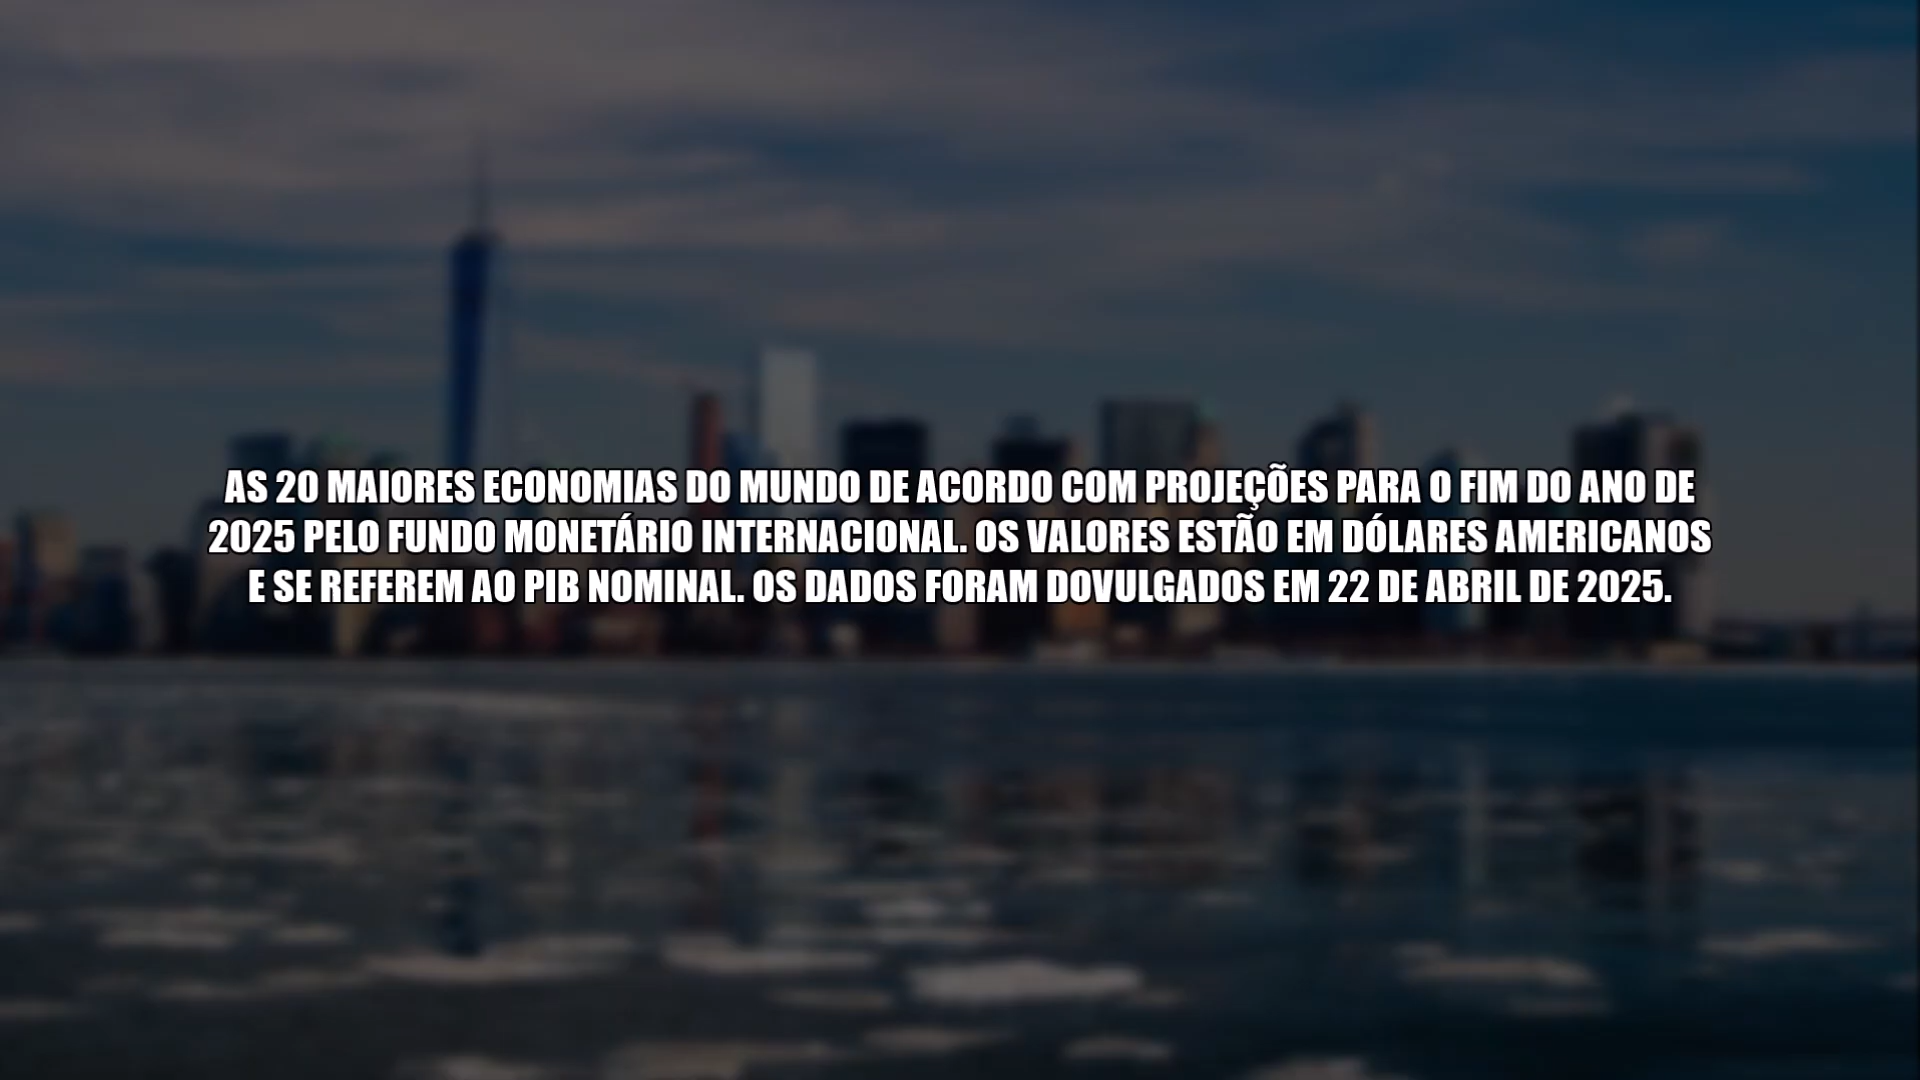 AS 20 MAIORES ECONOMIAS DO MUNDO DE ACORDO COM PROJEÇÕES PARA O FIM DO ANO DE
2025 PELO FUNDO MONETÁRIO INTERNACIONAL. OS VALORES ESTÃO EM DÓLARES AMERICANOS
E SE REFEREM AO PIB NOMINAL. OS DADOS FORAM DOVULGADOS EM 22 DE ABRIL DE 2025.